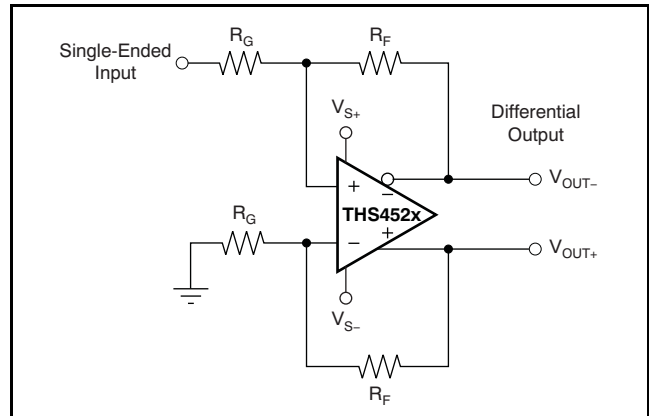 R_G
R_F
Single-Ended
Input
V_S+
Differential
Output
+
−
V_OUT−
THS452x
R_G
−
+
V_OUT+
V_S−
R_F